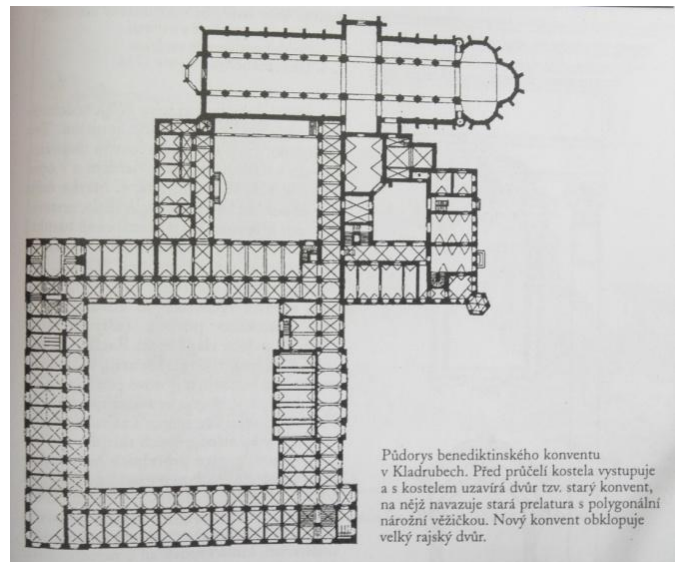 Půdorys benediktinského konventu
v Kladrubech. Před průčelí kostela vystupuje
a s kostelem uzavírá dvůr tzv. starý konvent,
na nějž navazuje stará prelatura s polygonální
nárožní věžičkou. Nový konvent obklopuje
velký rajský dvůr.